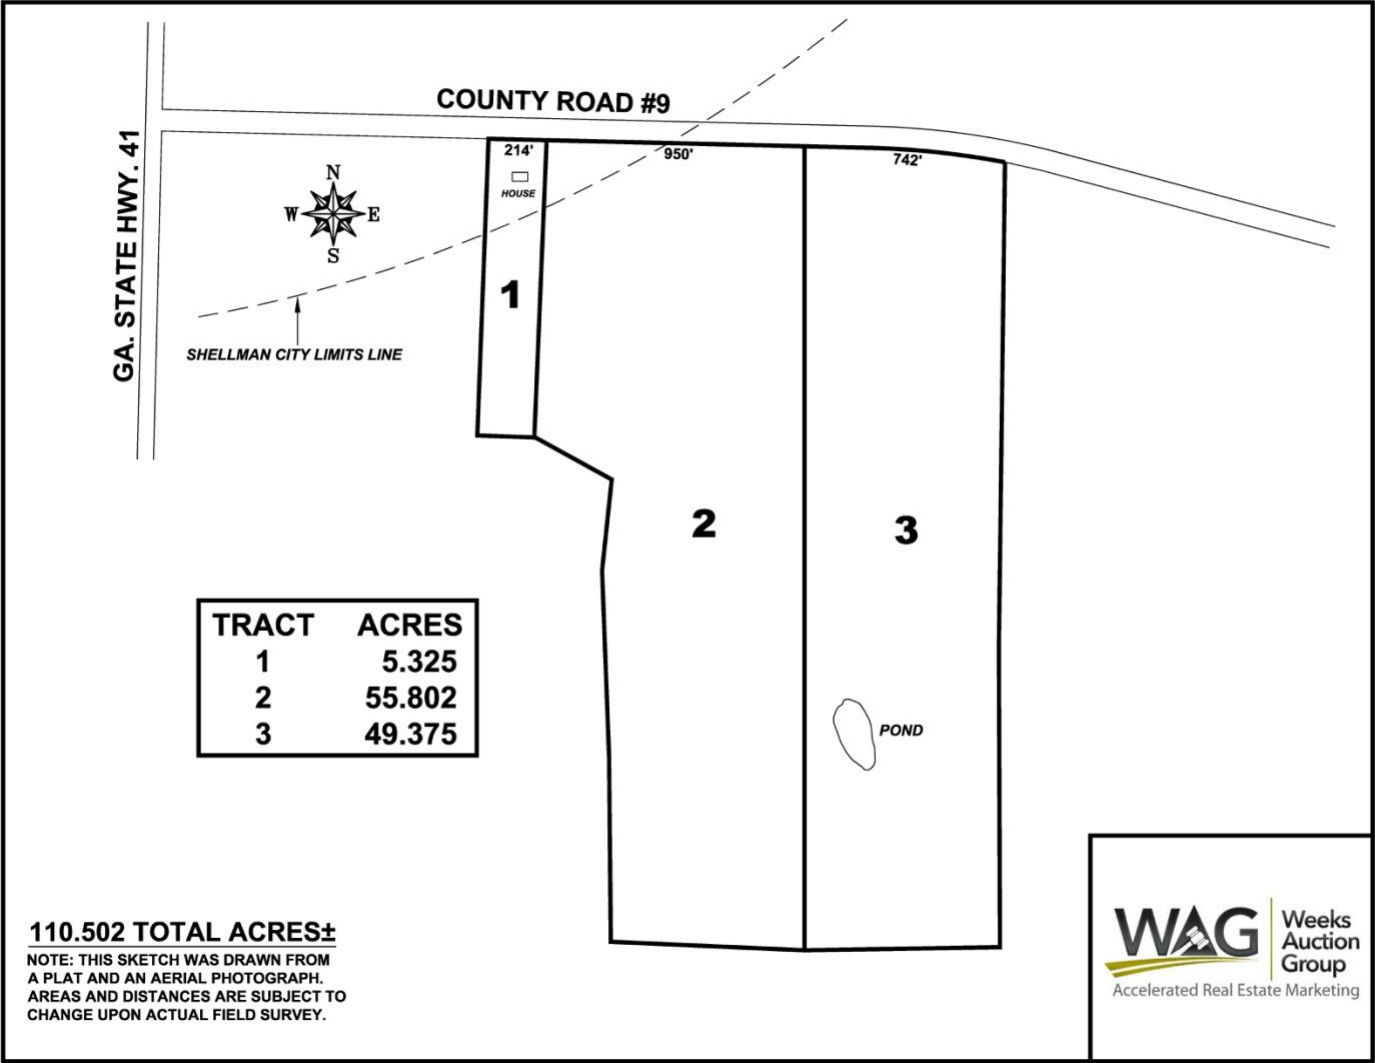 COUNTY ROAD #9
GA. STATE HWY. 41
214'
950'
742'
HOUSE
N
W E
S
SHELLMAN CITY LIMITS LINE
1
2
3
TRACT ACRES
1 5.325
2 55.802
3 49.375
POND
110.502 TOTAL ACRES±
NOTE: THIS SKETCH WAS DRAWN FROM
A PLAT AND AN AERIAL PHOTOGRAPH.
AREAS AND DISTANCES ARE SUBJECT TO
CHANGE UPON ACTUAL FIELD SURVEY.
WAG
Weeks
Auction
Group
Accelerated Real Estate Marketing